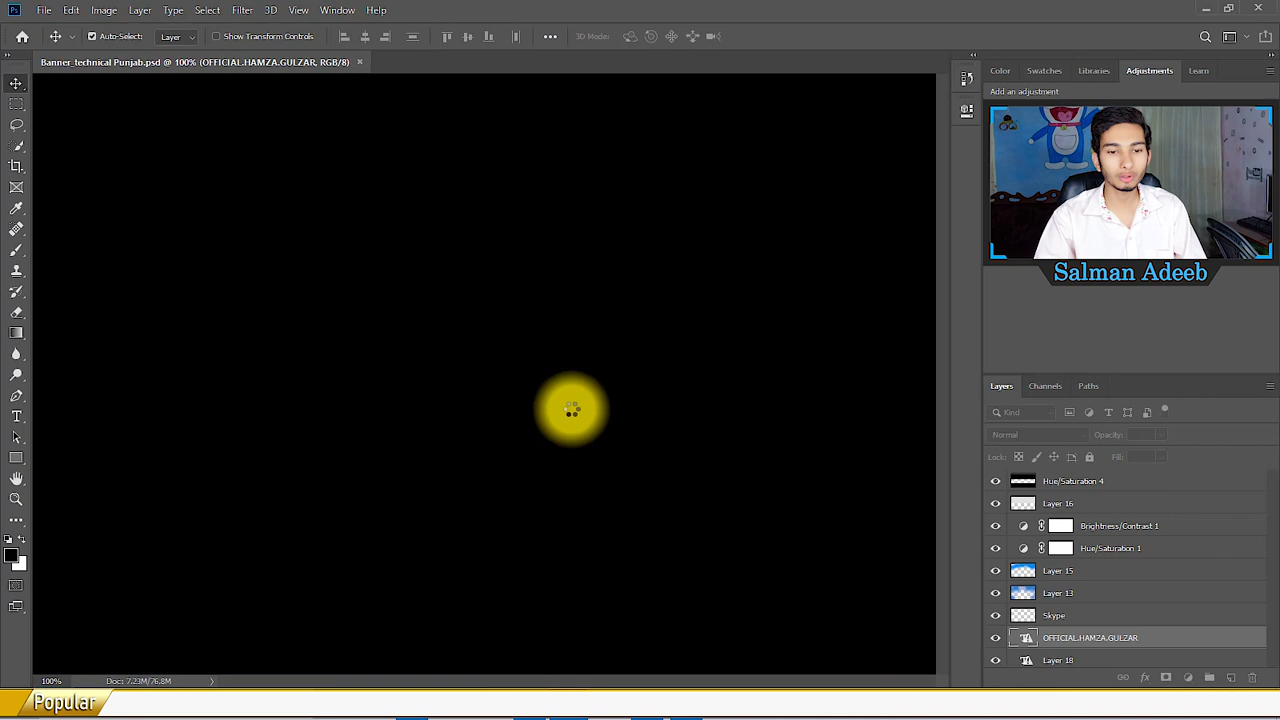 Ps File Edit Image Layer Type Select Filter 3D View Window Help
Auto-Select: Layer Show Transform Controls 3D Mode:
Banner_technical Punjab.psd @ 100% (OFFICIAL.HAMZA.GULZAR, RGB/8) ×
Color Swatches Libraries Adjustments Learn
Add an adjustment
Salman Adeeb
Layers Channels Paths
Kind
Normal Opacity:
Lock: Fill:
Hue/Saturation 4
Layer 16
Brightness/Contrast 1
Hue/Saturation 1
Layer 15
Layer 13
Skype
OFFICIAL.HAMZA.GULZAR
Layer 18
100% Doc: 7.23M/76.8M
Popular